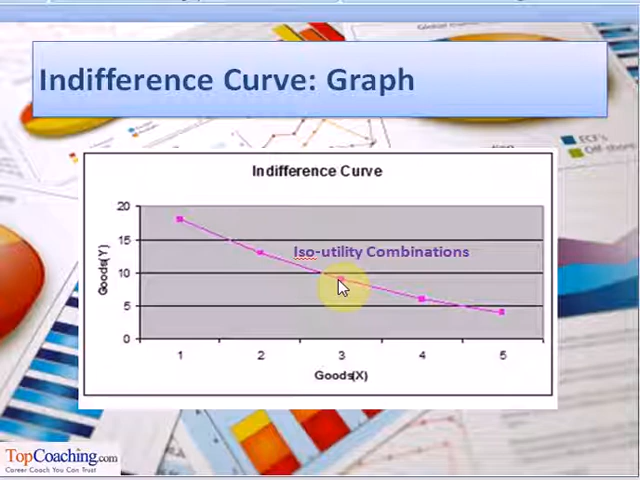 Indifference Curve: Graph
Indifference Curve
20
15
10
5
0
Goods(Y)
Iso-utility Combinations
1 2 3 4 5
Goods(X)
TopCoaching.com
Career Coach You Can Trust